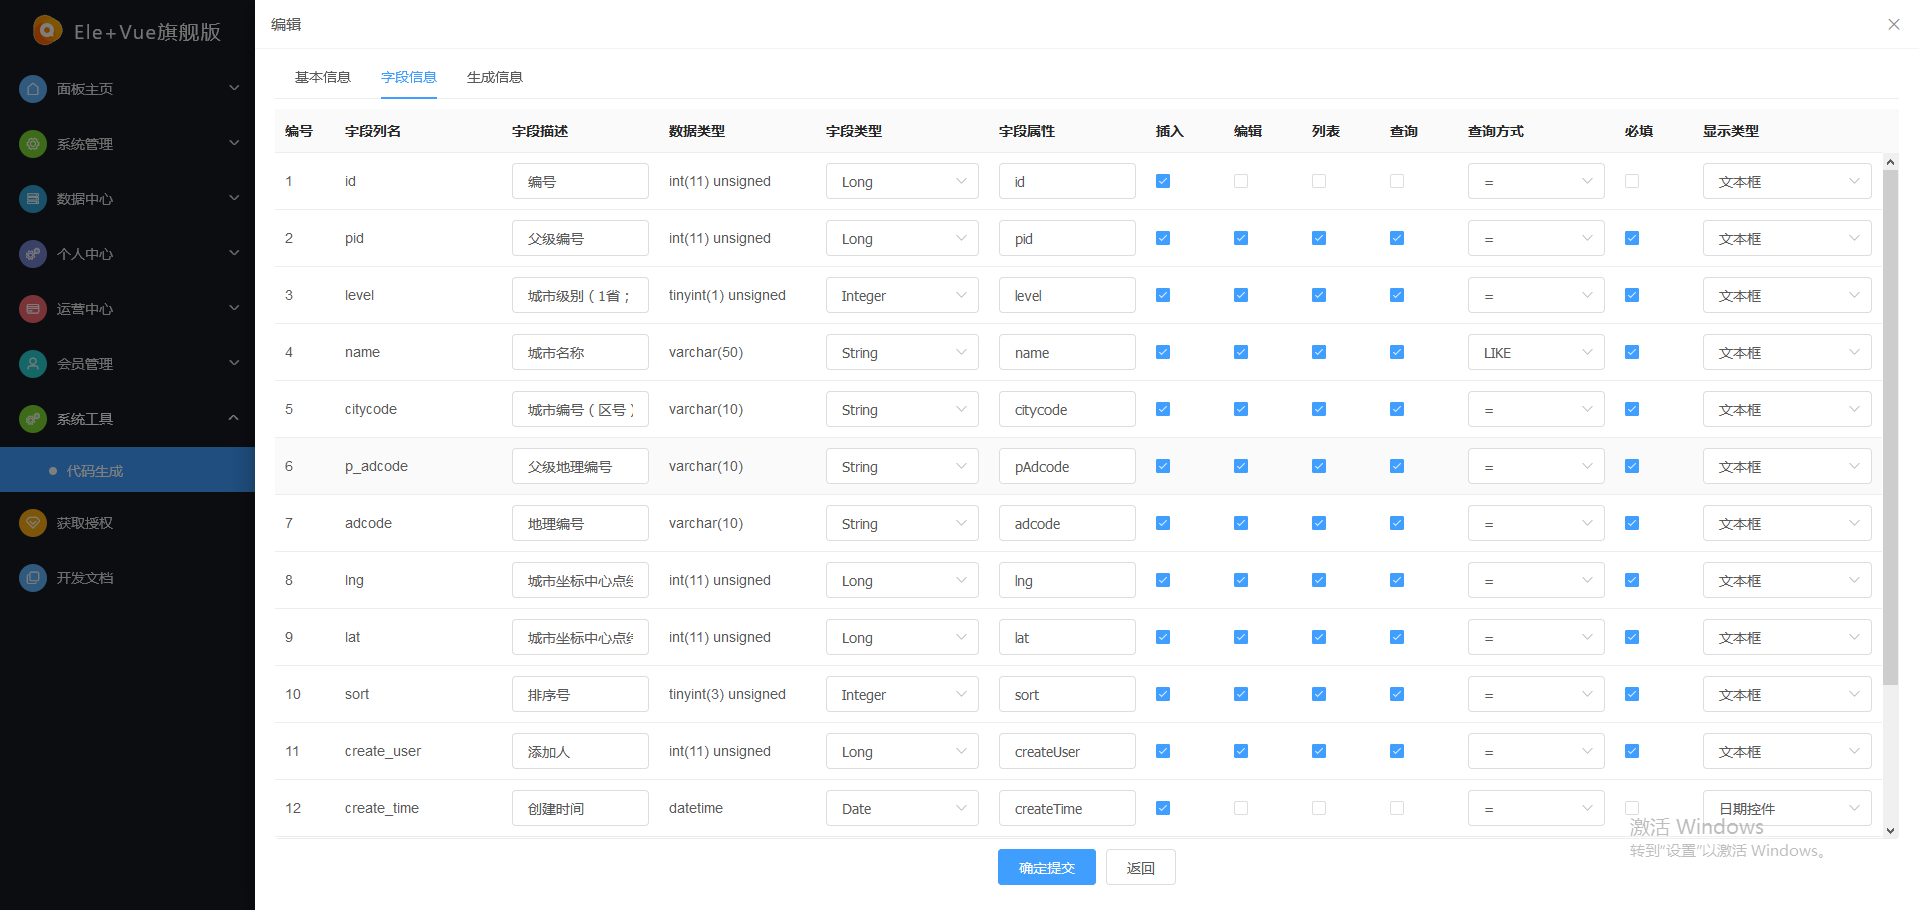 Ele+Vue旗舰版
面板主页
系统管理
数据中心
个人中心
运营中心
会员管理
系统工具
代码生成
获取授权
开发文档
编辑
基本信息 字段信息 生成信息
编号 字段列名 字段描述 数据类型 字段类型 字段属性 插入 编辑 列表 查询 查询方式 必填 显示类型
1 id 编号 int(11) unsigned Long id = 文本框
2 pid 父级编号 int(11) unsigned Long pid = 文本框
3 level 城市级别（1省； tinyint(1) unsigned Integer level = 文本框
4 name 城市名称 varchar(50) String name LIKE 文本框
5 citycode 城市编号（区号） varchar(10) String citycode = 文本框
6 p_adcode 父级地理编号 varchar(10) String pAdcode = 文本框
7 adcode 地理编号 varchar(10) String adcode = 文本框
8 lng 城市坐标中心点 int(11) unsigned Long lng = 文本框
9 lat 城市坐标中心点 int(11) unsigned Long lat = 文本框
10 sort 排序号 tinyint(3) unsigned Integer sort = 文本框
11 create_user 添加人 int(11) unsigned Long createUser = 文本框
12 create_time 创建时间 datetime Date createTime = 日期控件
激活 Windows
转到"设置"以激活 Windows。
确定提交 返回